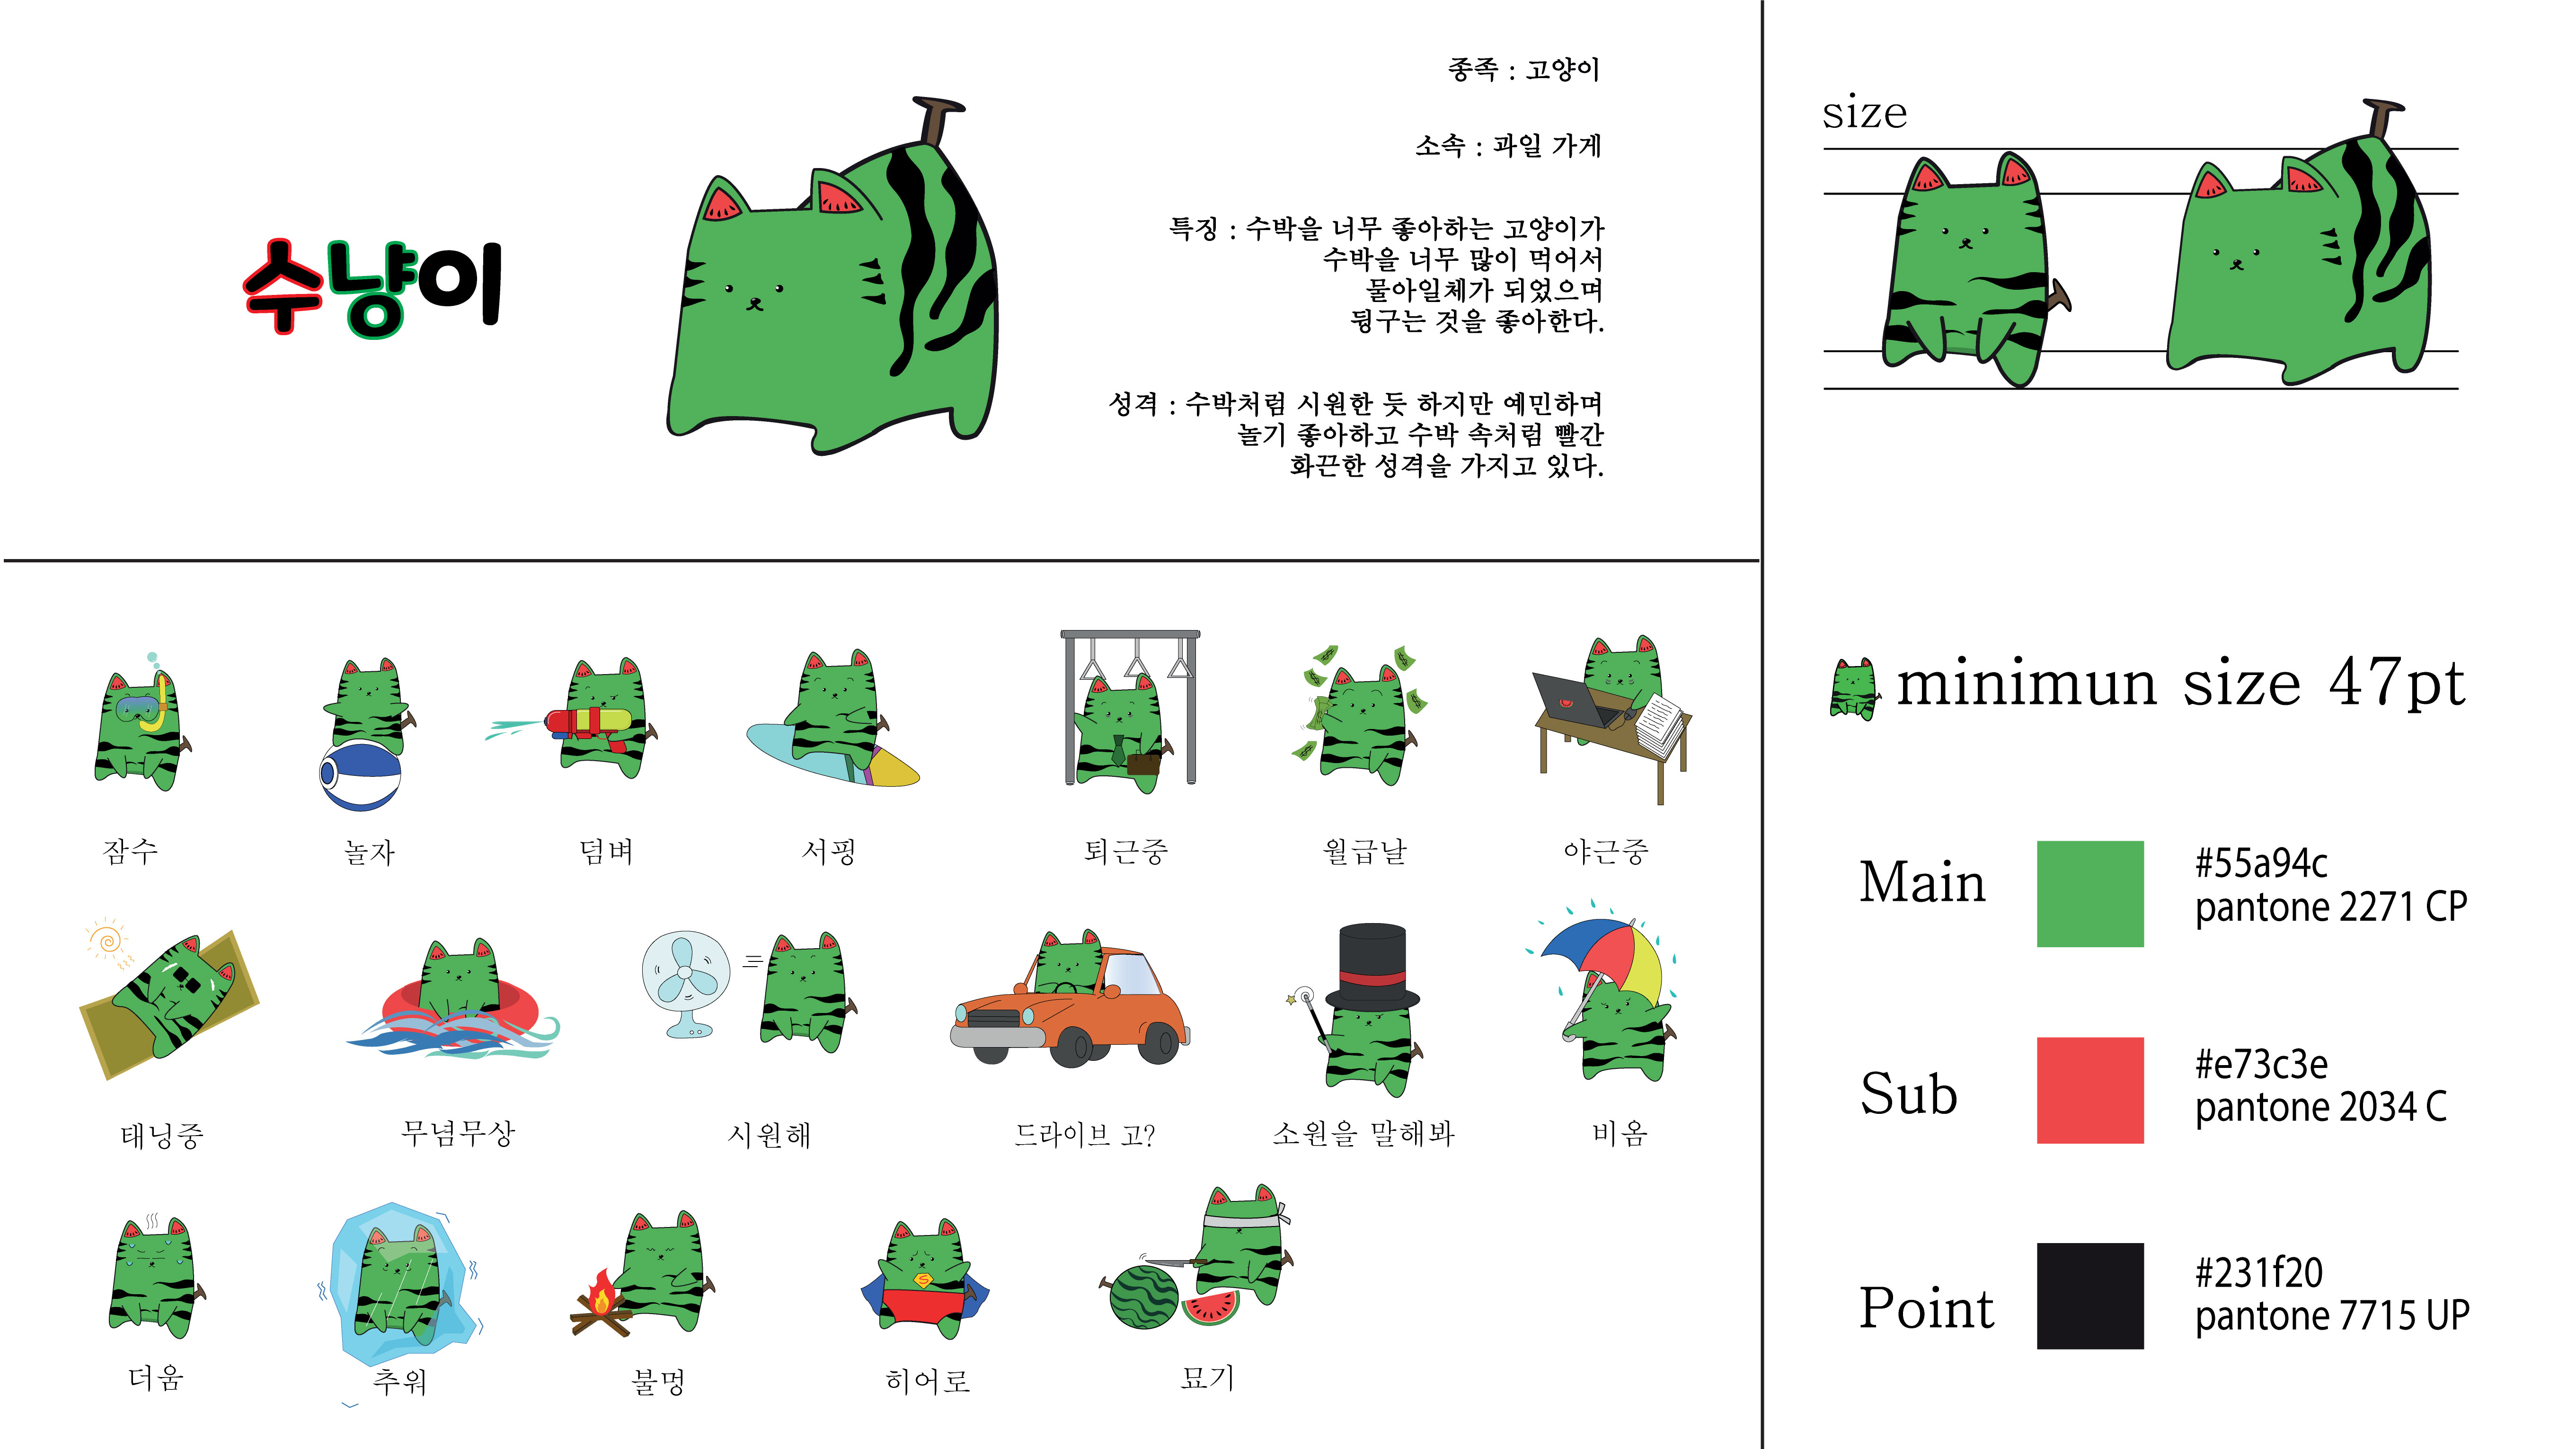 수냥이
종족 : 고양이
소속 : 과일 가게
특징 : 수박을 너무 좋아하는 고양이가
수박을 너무 많이 먹어서
물아일체가 되었으며
뒹구는 것을 좋아한다.
성격 : 수박처럼 시원한 듯 하지만 예민하며
놀기 좋아하고 수박 속처럼 빨간
화끈한 성격을 가지고 있다.
잠수
놀자
덤벼
서핑
퇴근중
월급날
야근중
태닝중
무념무상
시원해
드라이브 고?
소원을 말해봐
비옴
더움
추워
불멍
히어로
S
묘기
size
minimun size 47pt
Main
#55a94c
pantone 2271 CP
Sub
#e73c3e
pantone 2034 C
Point
#231f20
pantone 7715 UP